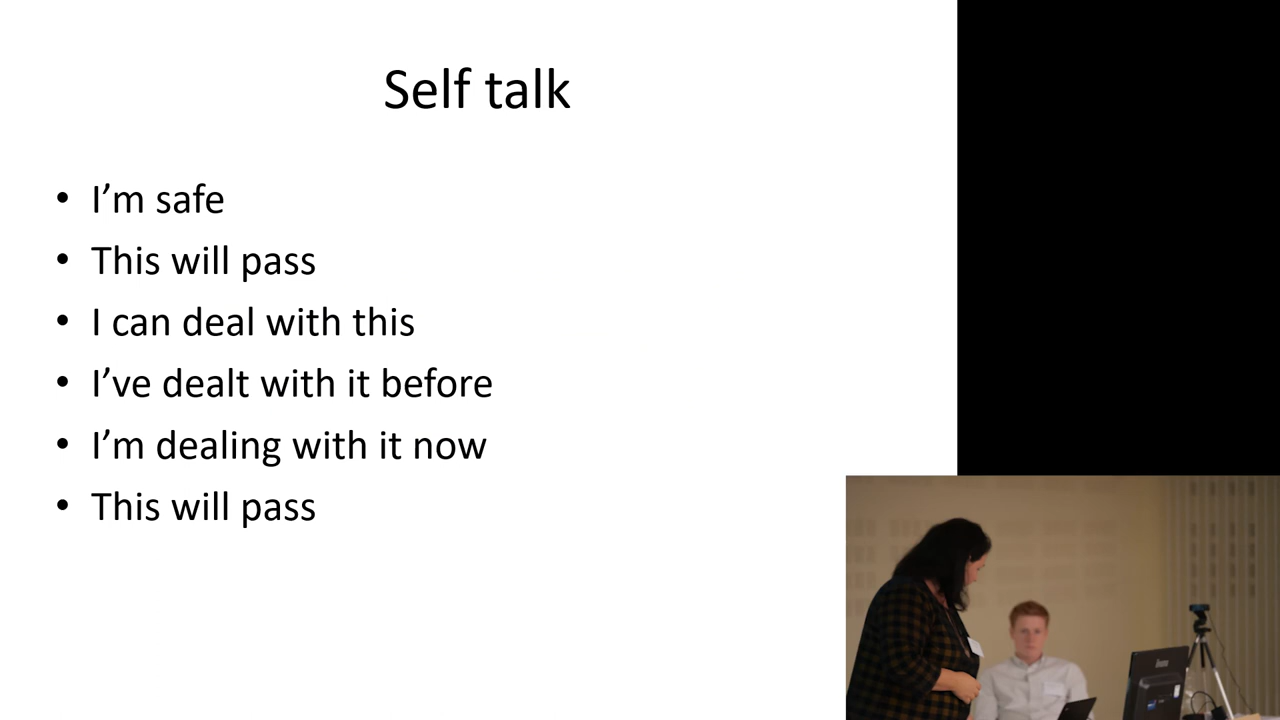 Self talk
• I’m safe
• This will pass
• I can deal with this
• I’ve dealt with it before
• I’m dealing with it now
• This will pass